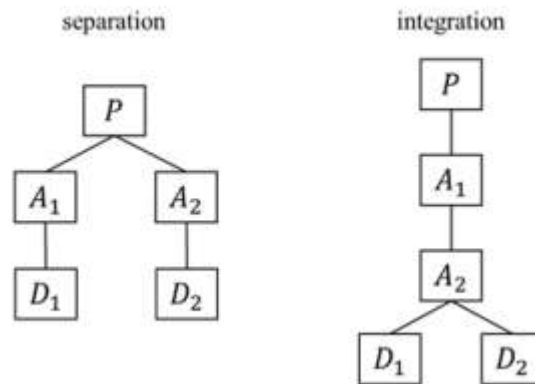 separation
P
A₁ A₂
D₁ D₂
integration
P
A₁
A₂
D₁ D₂